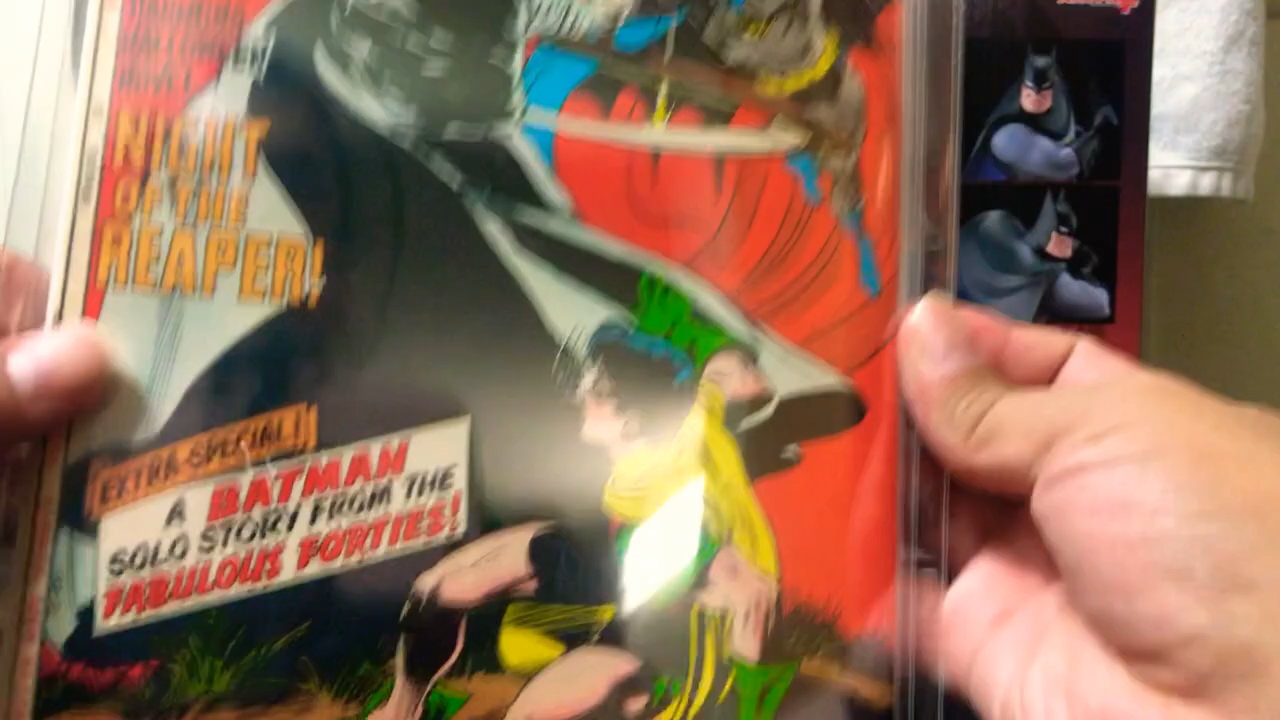 NIGHT
OF THE
REAPER!
EXTRA-SPECIAL!
A BATMAN
SOLO STORY FROM THE
FABULOUS FORTIES!